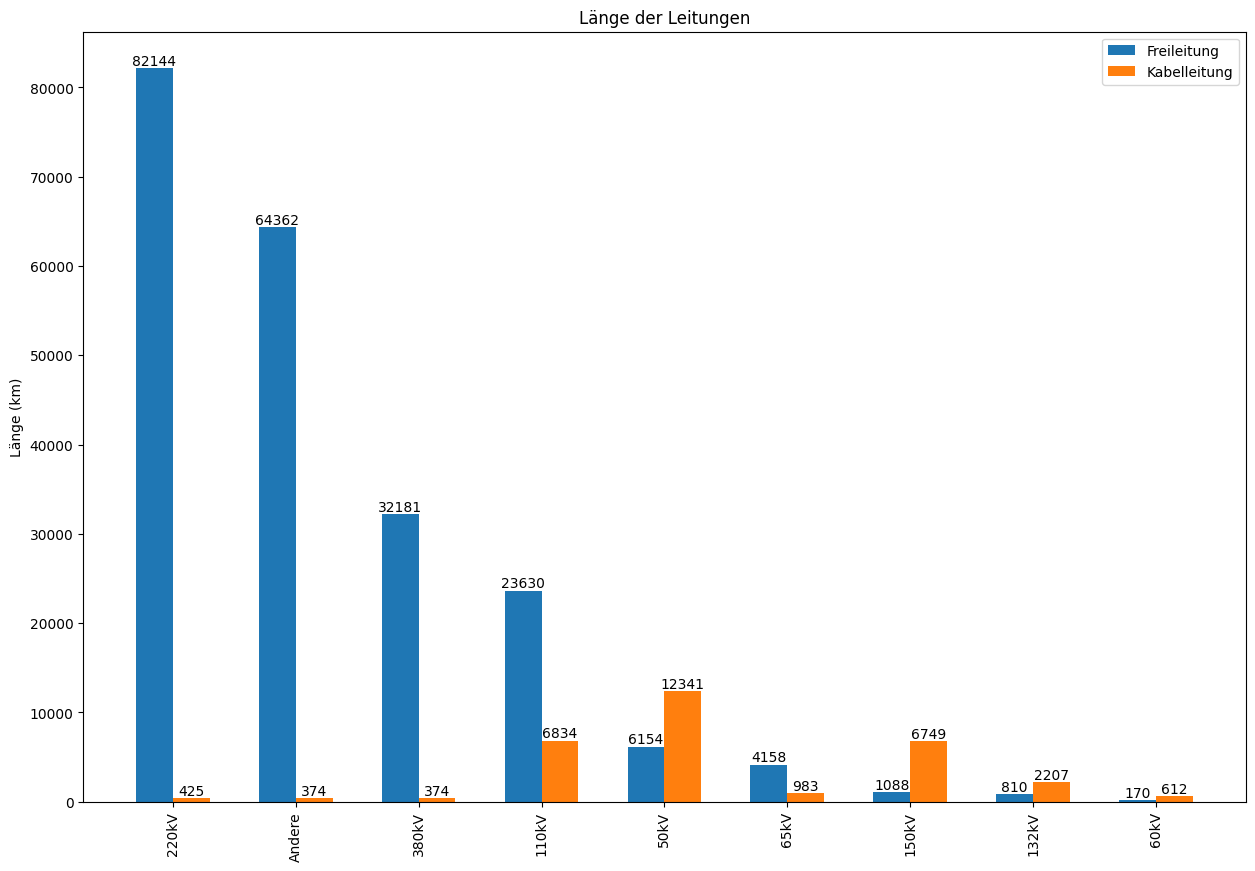 Länge der Leitungen
Freileitung
Kabelleitung
Länge (km)
80000
70000
60000
50000
40000
30000
20000
10000
0
82144
425
64362
374
32181
374
23630
6834
6154
12341
4158
983
1088
6749
810
2207
170
612
220kV
Andere
380kV
110kV
50kV
65kV
150kV
132kV
60kV